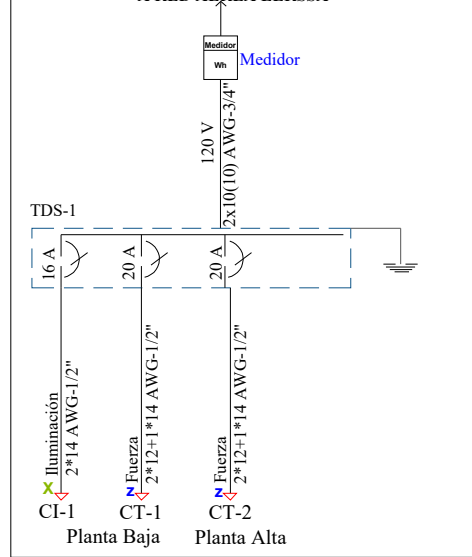 Medidor
Wh
Medidor
120 V
2x10(10) AWG-3/4"
TDS-1
16 A
20 A
20 A
Iluminación
2*14 AWG-1/2"
Fuerza
2*12+1*14 AWG-1/2"
Fuerza
2*12+1*14 AWG-1/2"
X
z
z
CI-1
CT-1
CT-2
Planta Baja
Planta Alta